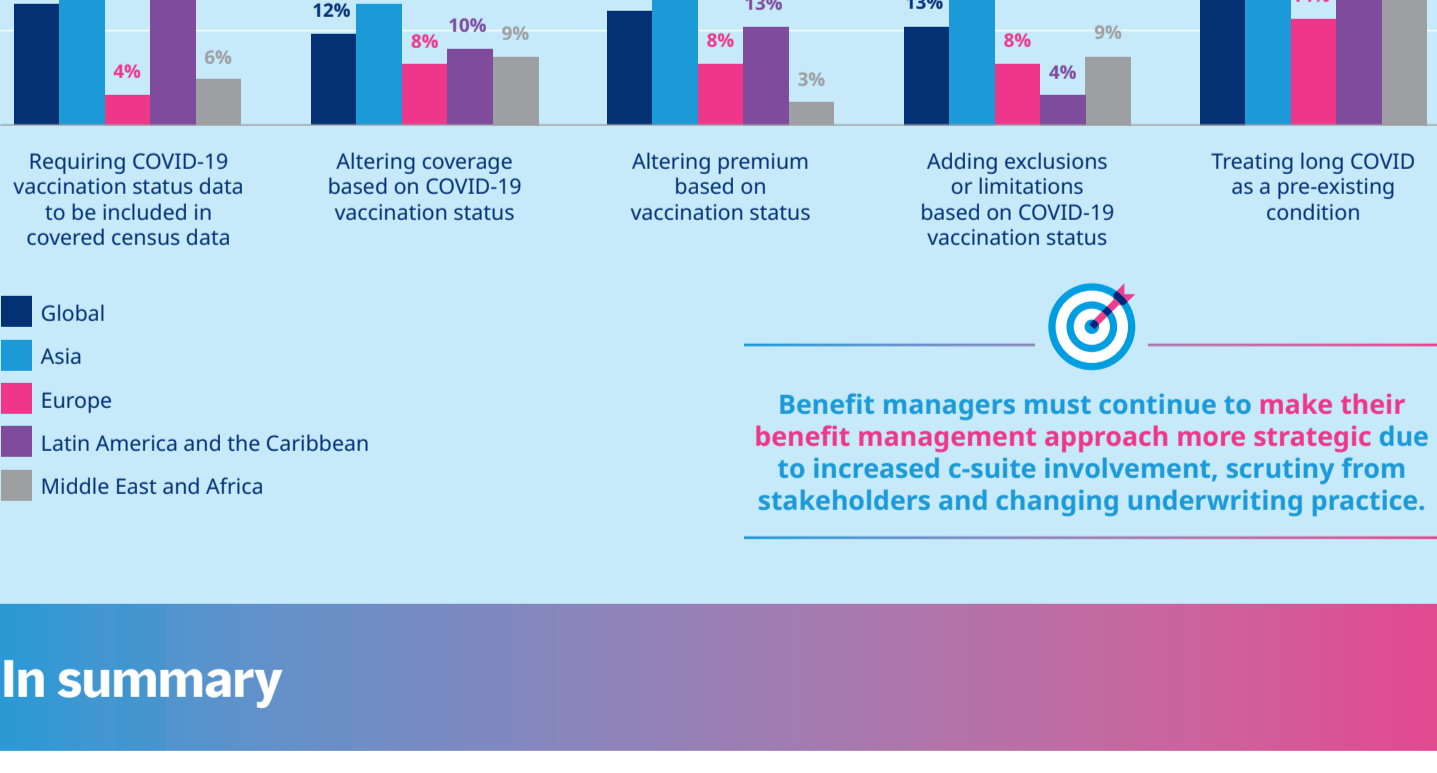 12%
13%
13%
10%
9%
9%
8%
8%
8%
6%
4%
4%
3%
Requiring COVID-19
vaccination status data
to be included in
covered census data
Altering coverage
based on COVID-19
vaccination status
Altering premium
based on
vaccination status
Adding exclusions
or limitations
based on COVID-19
vaccination status
Treating long COVID
as a pre-existing
condition
Global
Asia
Europe
Latin America and the Caribbean
Middle East and Africa
Benefit managers must continue to make their
benefit management approach more strategic due
to increased c-suite involvement, scrutiny from
stakeholders and changing underwriting practice.
In summary